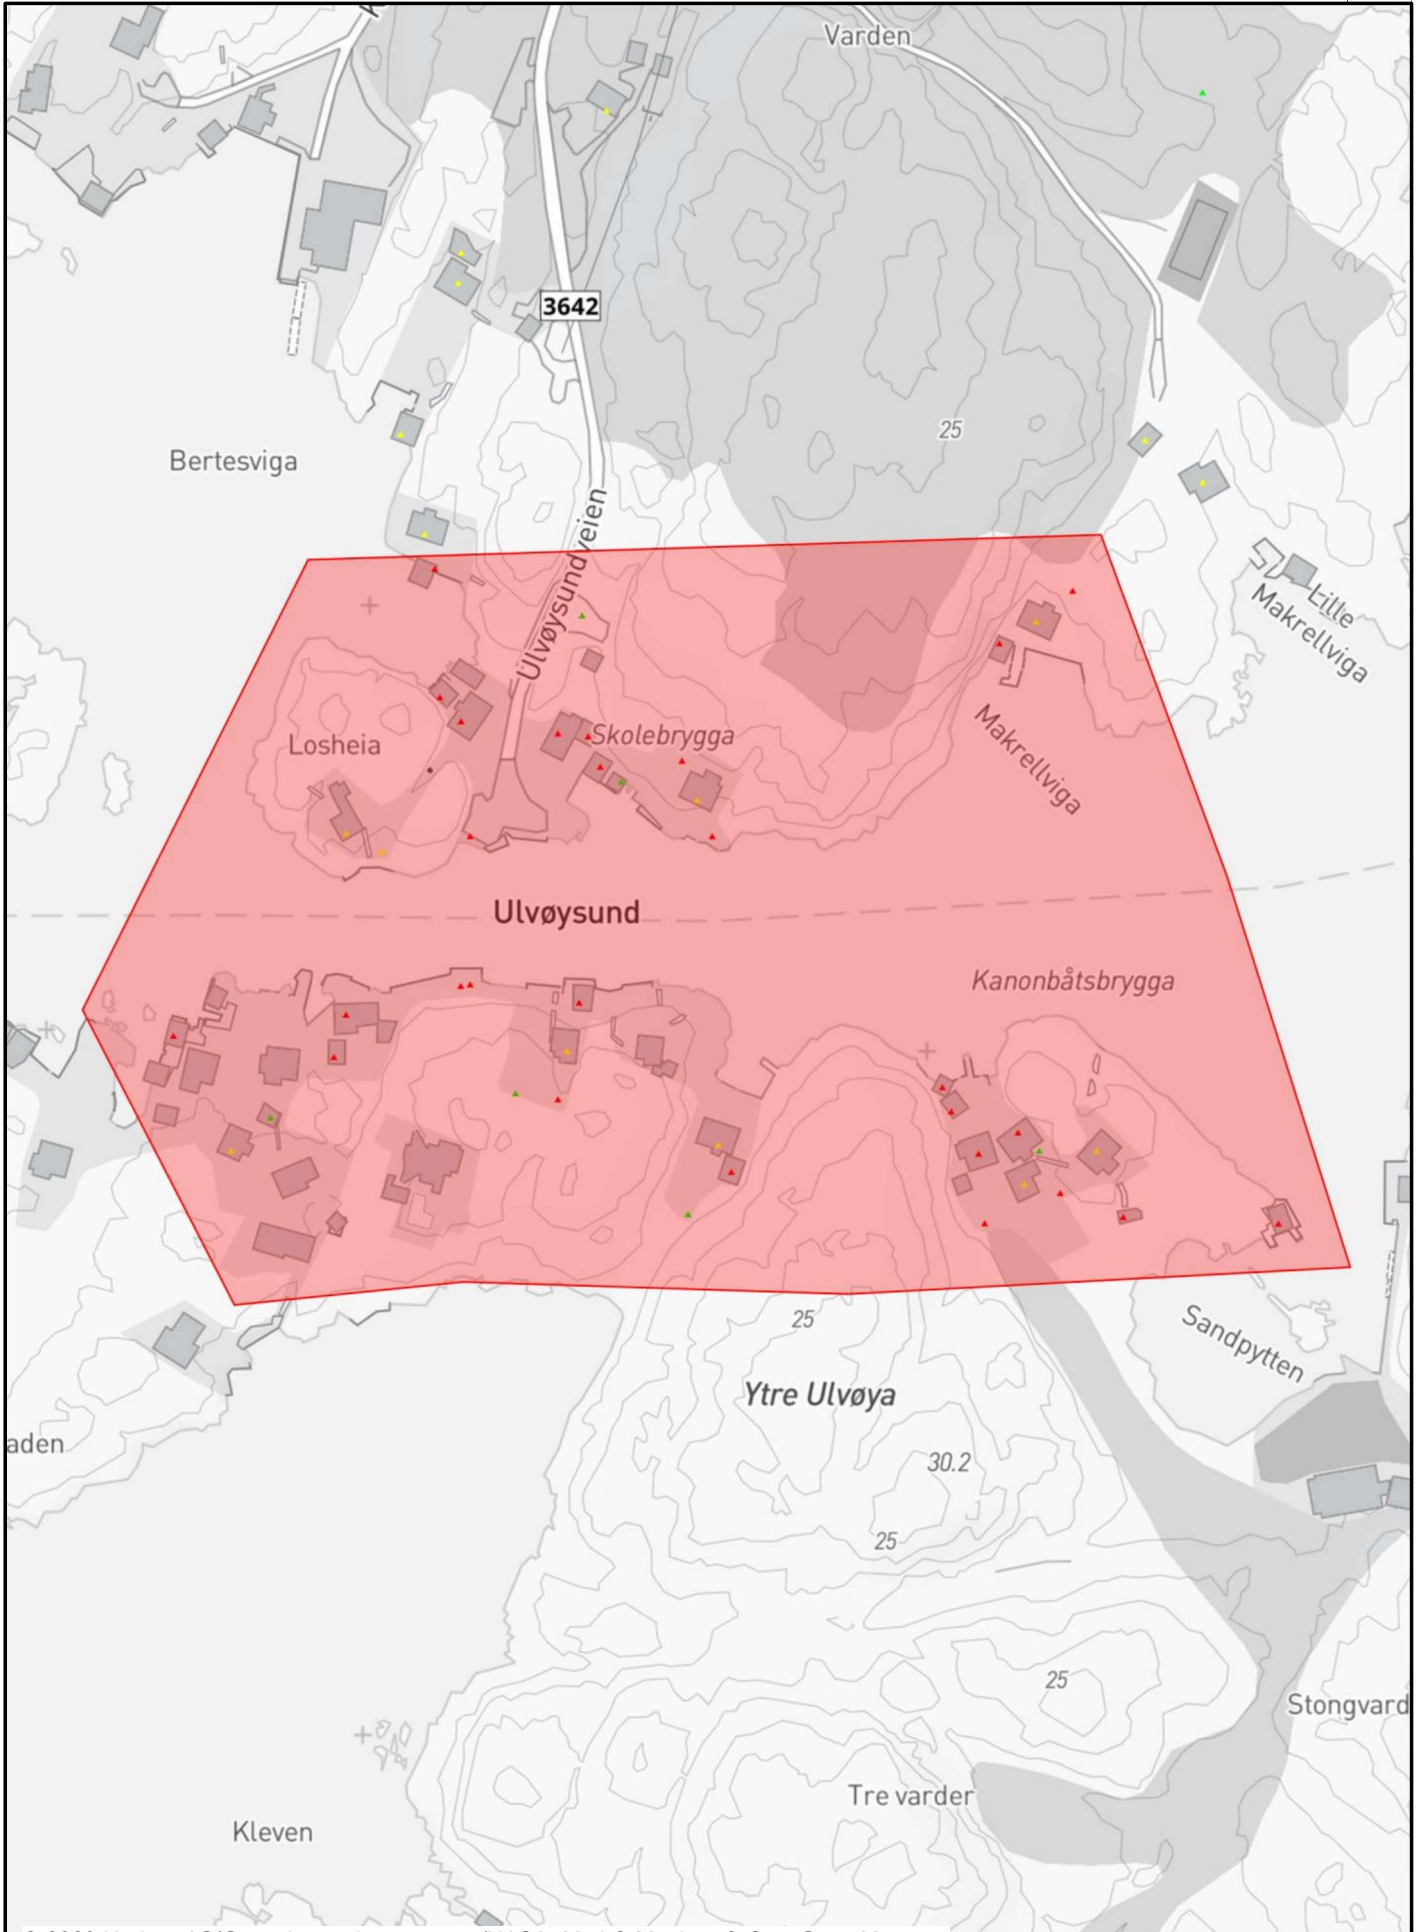 Varden
3642
25
Bertesviga
Ulvøysundveien
Lille
Makrellviga
Losheia
Skolebrygga
Makrellviga
Ulvøysund
Kanonbåtsbrygga
25
Sandpytten
Ytre Ulvøya
aden
30.2
25
25
Stongvard
Tre varder
Kleven